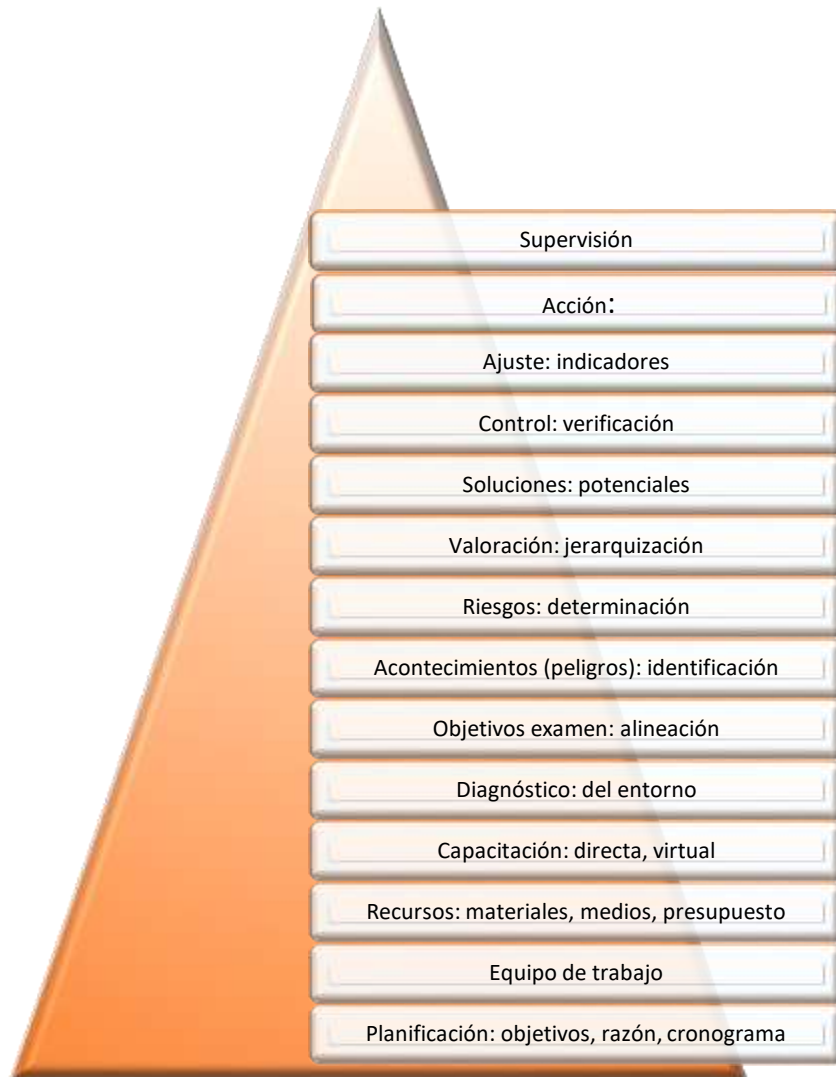 Supervisión
Acción:
Ajuste: indicadores
Control: verificación
Soluciones: potenciales
Valoración: jerarquización
Riesgos: determinación
Acontecimientos (peligros): identificación
Objetivos examen: alineación
Diagnóstico: del entorno
Capacitación: directa, virtual
Recursos: materiales, medios, presupuesto
Equipo de trabajo
Planificación: objetivos, razón, cronograma